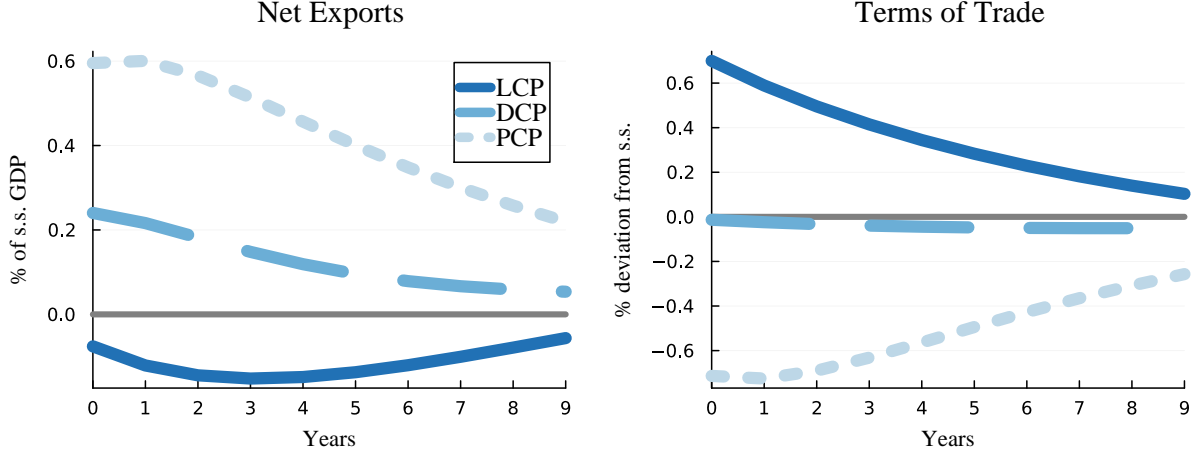 Net Exports
% of s.s. GDP
0.6
0.4
0.2
0.0
LCP
DCP
PCP
0 1 2 3 4 5 6 7 8 9
Years
Terms of Trade
% deviation from s.s.
0.6
0.4
0.2
0.0
−0.2
−0.4
−0.6
0 1 2 3 4 5 6 7 8 9
Years